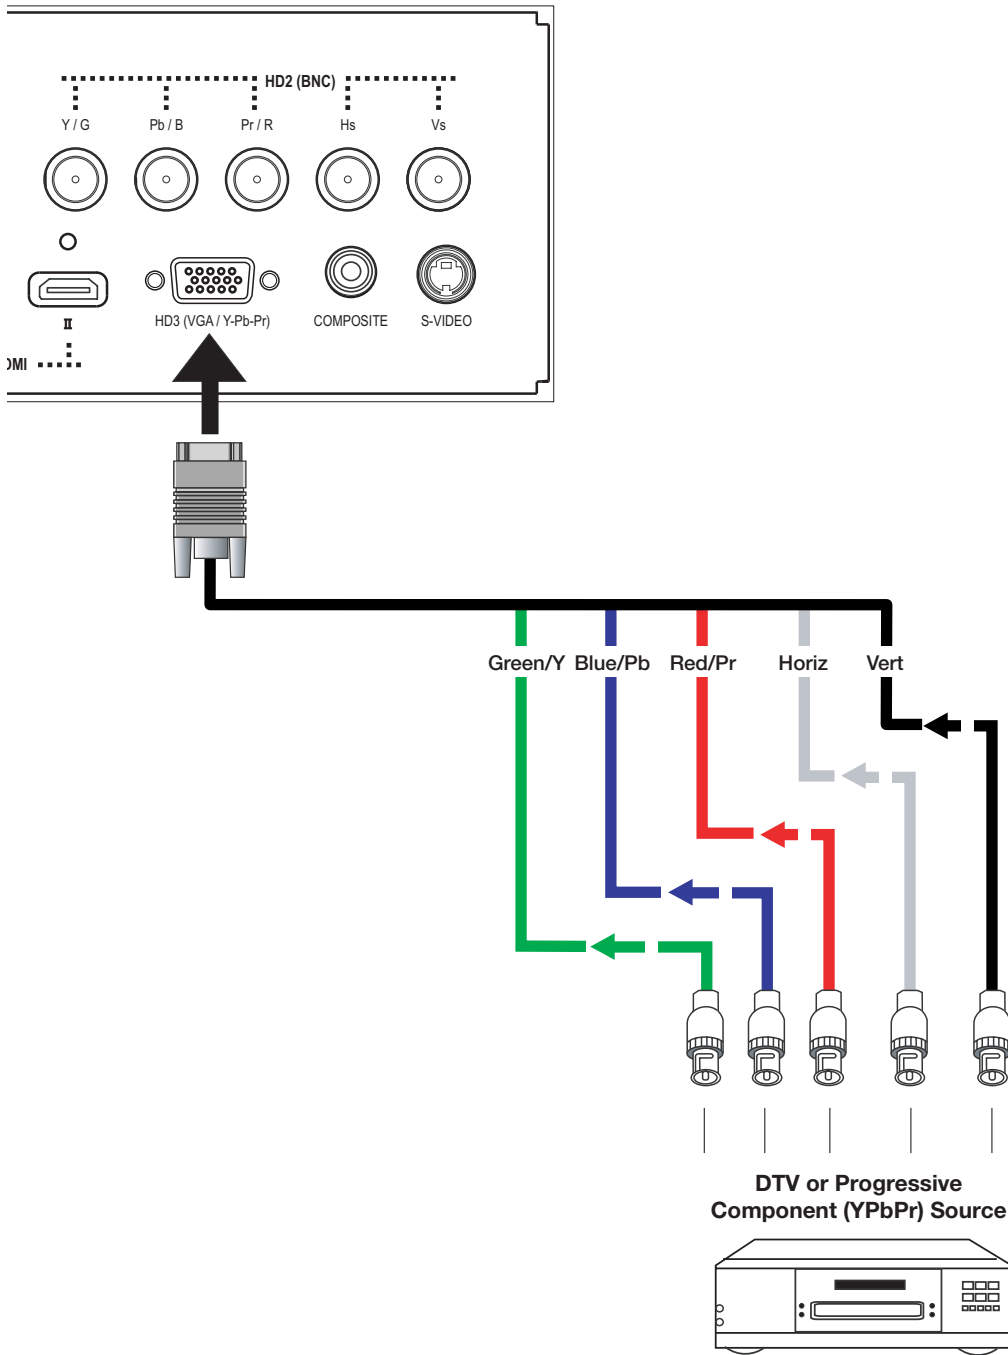 HD2 (BNC)
Y / G Pb / B Pr / R Hs Vs
HD3 (VGA / Y-Pb-Pr) COMPOSITE S-VIDEO
II
Green/Y Blue/Pb Red/Pr Horiz Vert
DTV or Progressive
Component (YPbPr) Source